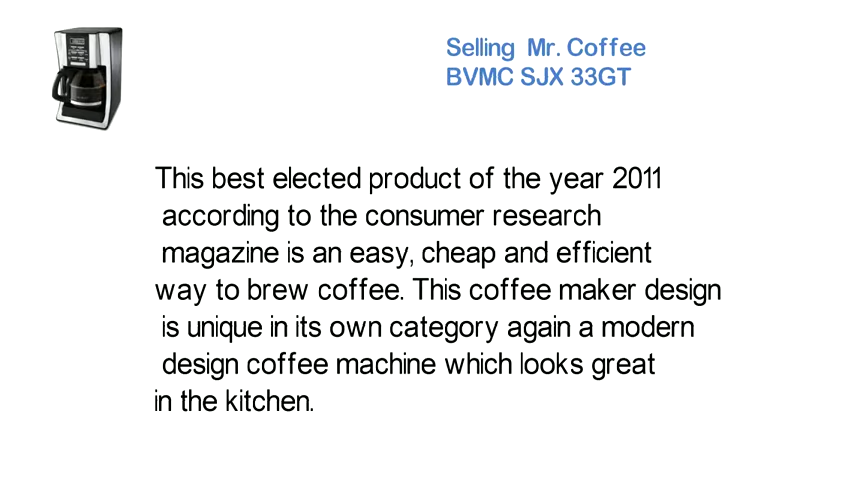 Selling Mr. Coffee
BVMC SJX 33GT
This best elected product of the year 2011
according to the consumer research
magazine is an easy, cheap and efficient
way to brew coffee. This coffee maker design
is unique in its own category again a modern
design coffee machine which looks great
in the kitchen.